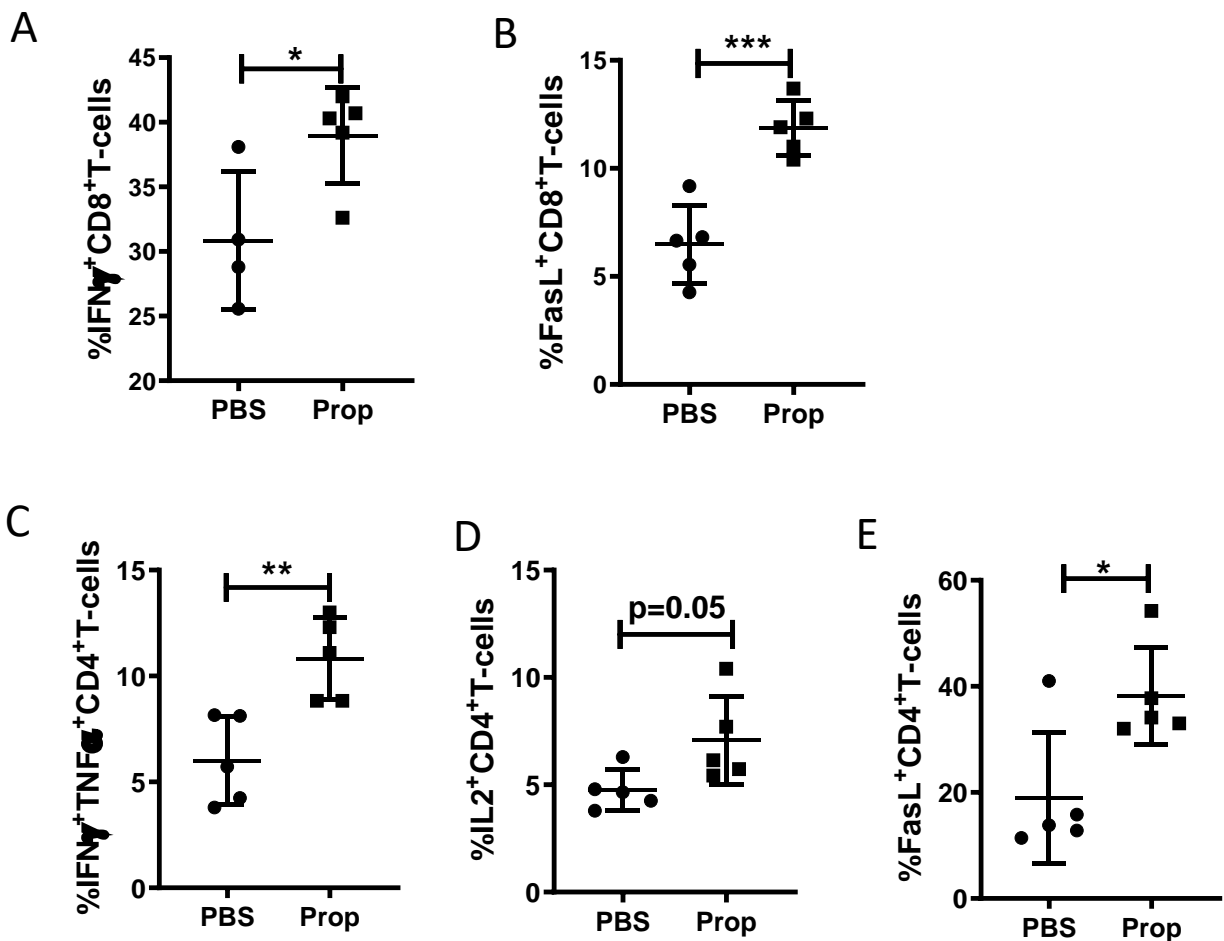 A
%IFNγ⁺CD8⁺T-cells
45
40
35
30
25
20
*
PBS
Prop
B
%FasL⁺CD8⁺T-cells
15
10
5
0
***
PBS
Prop
C
%IFNγ⁺TNFα⁺CD4⁺T-cells
15
10
5
0
**
PBS
Prop
D
%IL2⁺CD4⁺T-cells
15
10
5
0
p=0.05
PBS
Prop
E
%FasL⁺CD4⁺T-cells
60
40
20
0
*
PBS
Prop